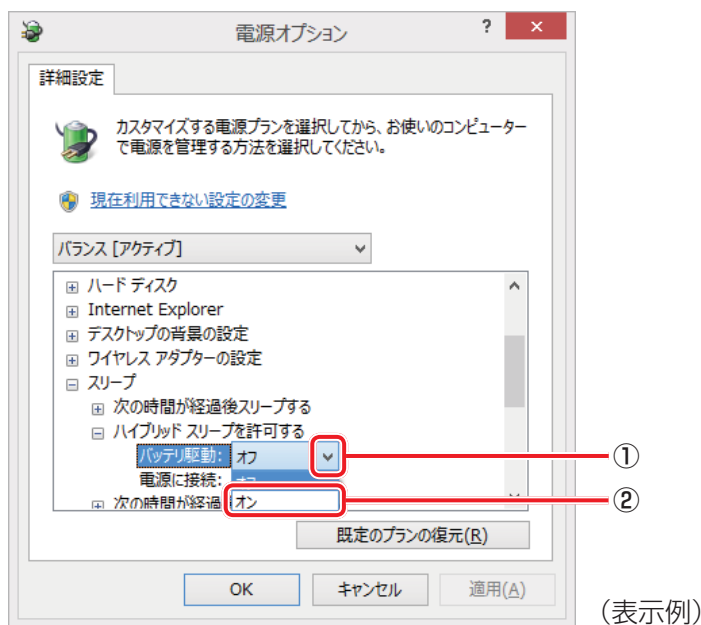 電源オプション ? ×
詳細設定
カスタマイズする電源プランを選択してから、お使いのコンピューター
で電源を管理する方法を選択してください。
現在利用できない設定の変更
バランス [アクティブ]
ハード ディスク
Internet Explorer
デスクトップの背景の設定
ワイヤレス アダプターの設定
スリープ
次の時間が経過後スリープする
ハイブリッド スリープを許可する
バッテリ駆動: オフ ①
電源に接続:
次の時間が経過 オン ②
既定のプランの復元(R)
OK キャンセル 適用(A)
(表示例)